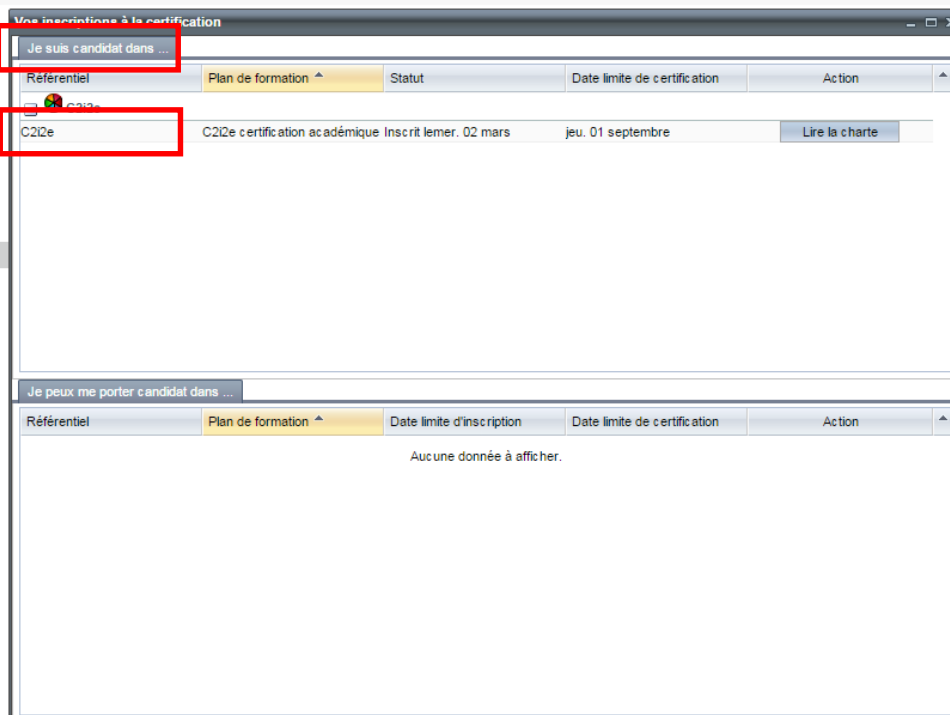 Vos inscriptions à la certification
Je suis candidat dans ...
Référentiel Plan de formation Statut Date limite de certification Action
C2i2e
C2i2e C2i2e certification académique Inscrit lemer. 02 mars jeu. 01 septembre Lire la charte
Je peux me porter candidat dans ...
Référentiel Plan de formation Date limite d'inscription Date limite de certification Action
Aucune donnée à afficher.